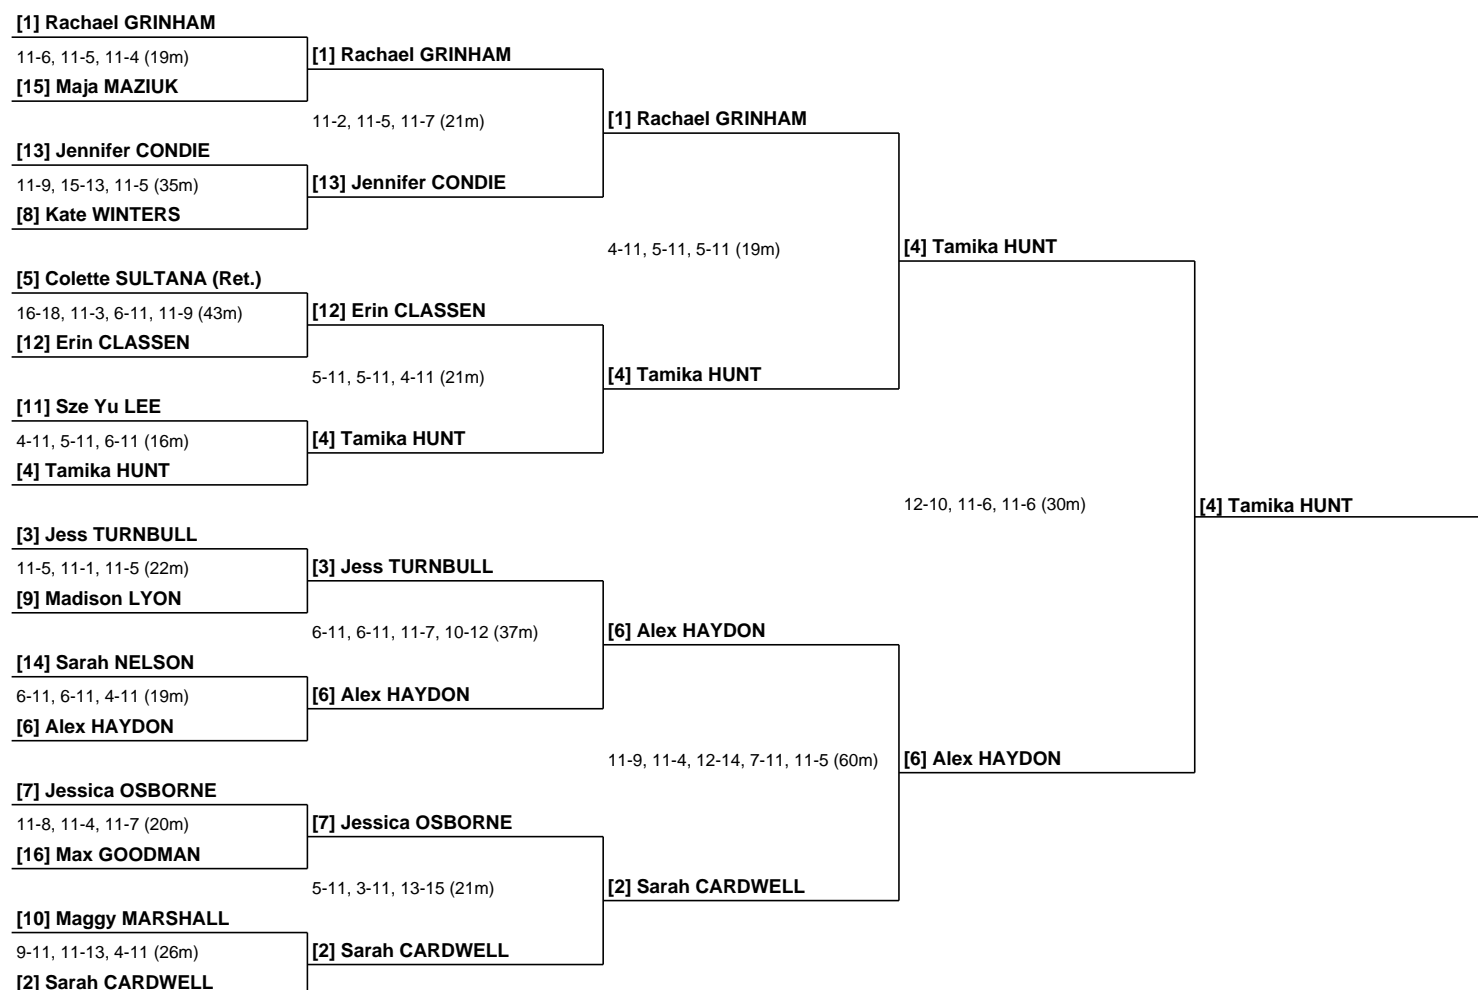 [1] Rachael GRINHAM
11-6, 11-5, 11-4 (19m)
[15] Maja MAZIUK
[13] Jennifer CONDIE
11-9, 15-13, 11-5 (35m)
[8] Kate WINTERS
[5] Colette SULTANA (Ret.)
16-18, 11-3, 6-11, 11-9 (43m)
[12] Erin CLASSEN
[11] Sze Yu LEE
4-11, 5-11, 6-11 (16m)
[4] Tamika HUNT
[3] Jess TURNBULL
11-5, 11-1, 11-5 (22m)
[9] Madison LYON
[14] Sarah NELSON
6-11, 6-11, 4-11 (19m)
[6] Alex HAYDON
[7] Jessica OSBORNE
11-8, 11-4, 11-7 (20m)
[16] Max GOODMAN
[10] Maggy MARSHALL
9-11, 11-13, 4-11 (26m)
[2] Sarah CARDWELL
[1] Rachael GRINHAM
11-2, 11-5, 11-7 (21m)
[13] Jennifer CONDIE
[12] Erin CLASSEN
5-11, 5-11, 4-11 (21m)
[4] Tamika HUNT
[3] Jess TURNBULL
6-11, 6-11, 11-7, 10-12 (37m)
[6] Alex HAYDON
[7] Jessica OSBORNE
5-11, 3-11, 13-15 (21m)
[2] Sarah CARDWELL
[1] Rachael GRINHAM
4-11, 5-11, 5-11 (19m)
[4] Tamika HUNT
[6] Alex HAYDON
11-9, 11-4, 12-14, 7-11, 11-5 (60m)
[2] Sarah CARDWELL
[4] Tamika HUNT
12-10, 11-6, 11-6 (30m)
[6] Alex HAYDON
[4] Tamika HUNT